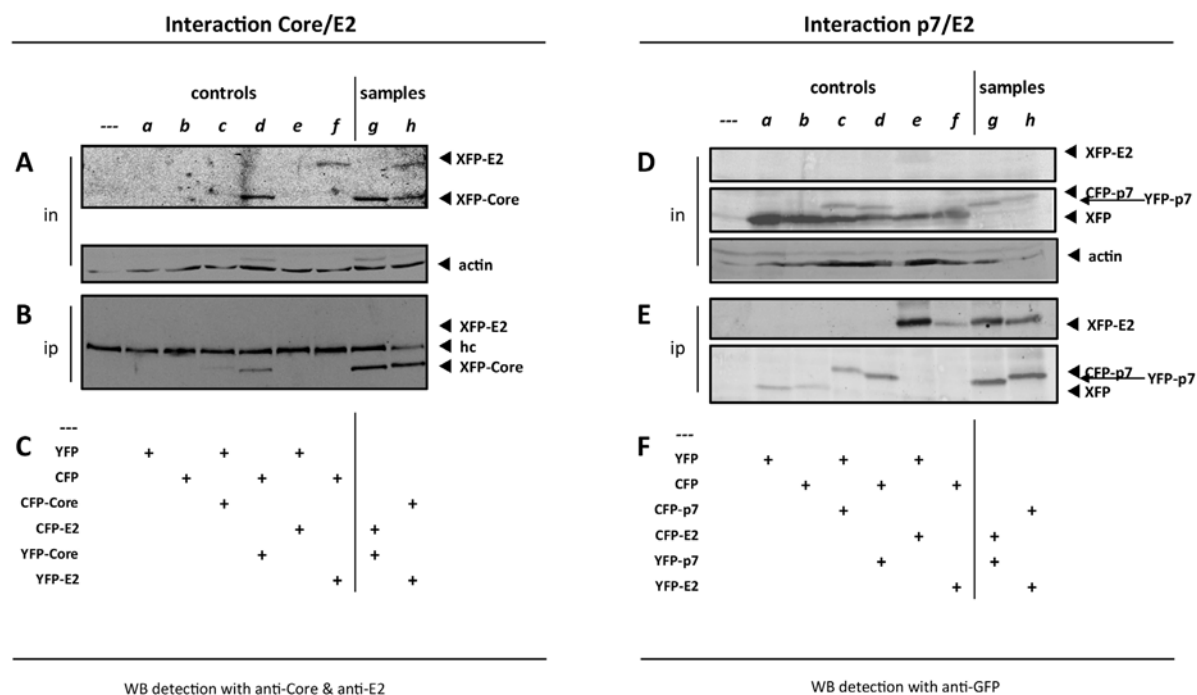 Interaction Core/E2
controls samples
--- a b c d e f g h
A
in
XFP-E2
XFP-Core
actin
B
ip
XFP-E2
hc
XFP-Core
C
---
YFP + + +
CFP + + +
CFP-Core + +
CFP-E2 + +
YFP-Core + +
YFP-E2 + +
WB detection with anti-Core & anti-E2
Interaction p7/E2
controls samples
--- a b c d e f g h
D
in
XFP-E2
CFP-p7
YFP-p7
XFP
actin
E
ip
XFP-E2
CFP-p7
YFP-p7
XFP
F
---
YFP + + +
CFP + + +
CFP-p7 + +
CFP-E2 + +
YFP-p7 + +
YFP-E2 + +
WB detection with anti-GFP